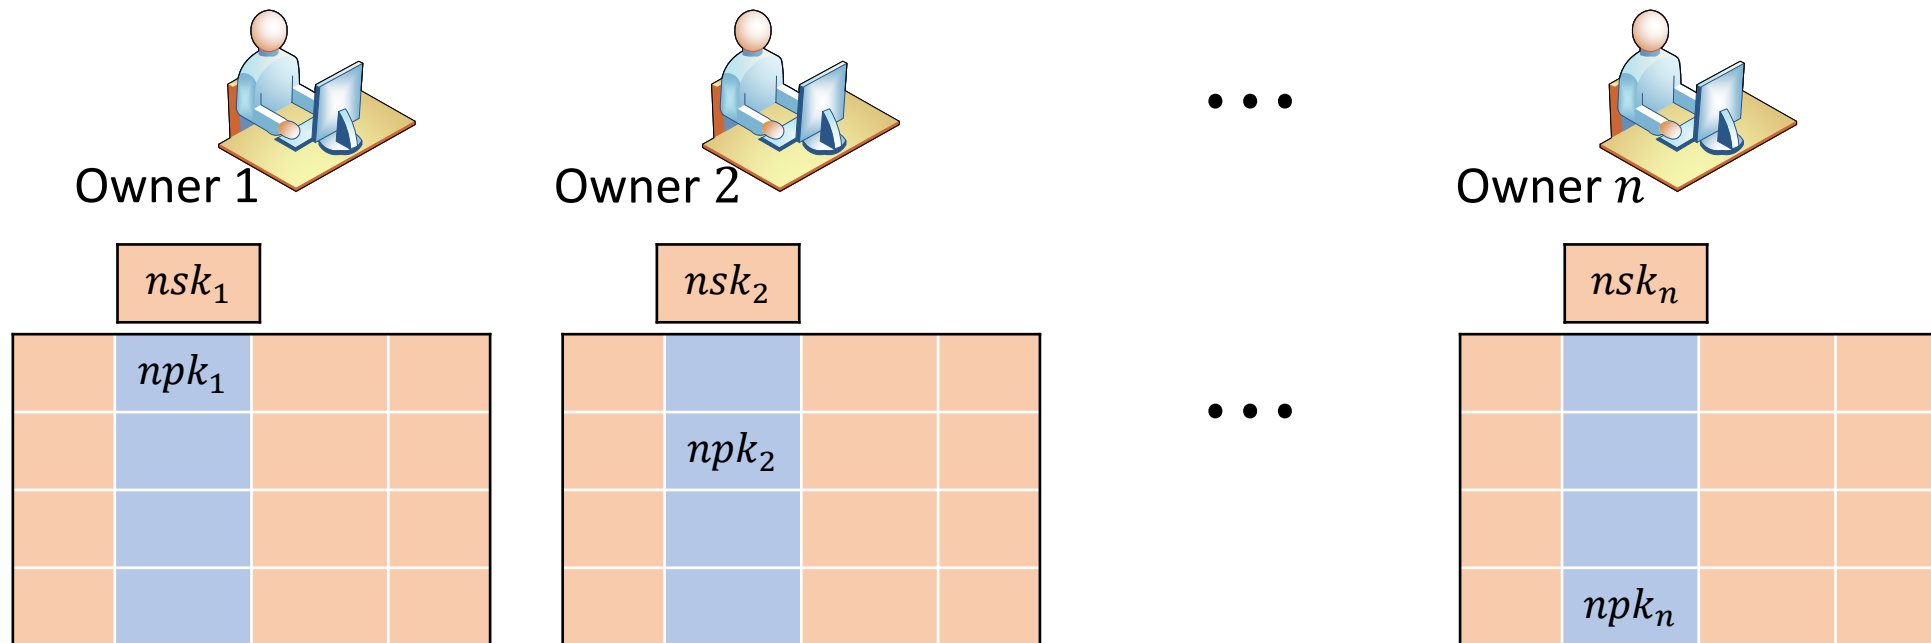 Owner 1 Owner 2 Owner n
nsk₁ nsk₂ nskₙ
npk₁
npk₂
npkₙ